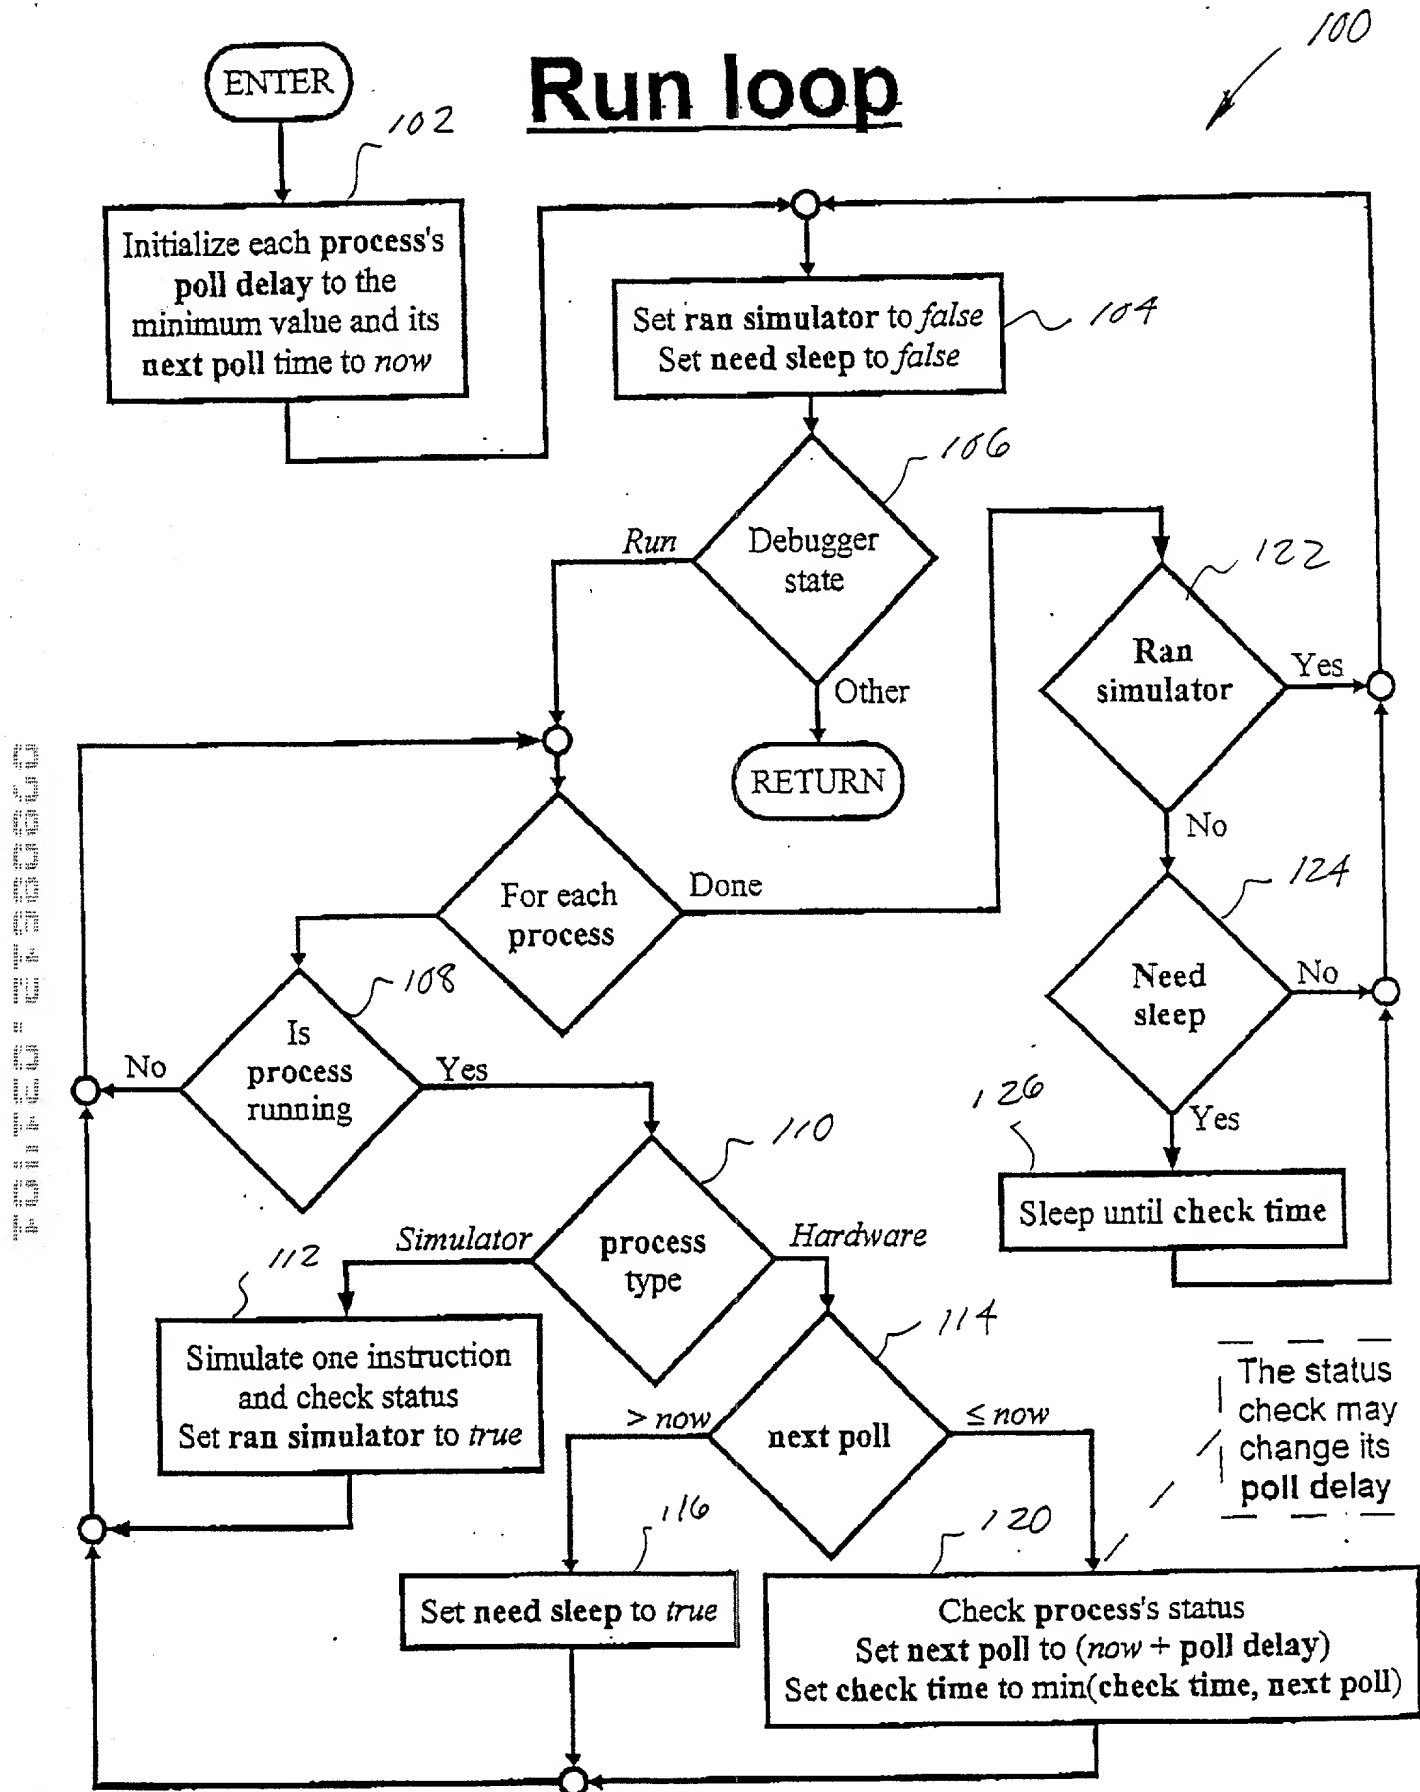 100
ENTER
Run loop
102
Initialize each process's
poll delay to the
minimum value and its
next poll time to now
Set ran simulator to false
Set need sleep to false
104
106
Debugger
state
Run
Other
RETURN
122
Ran
simulator
Yes
No
For each
process
Done
124
Need
sleep
No
Yes
108
Is
process
running
No
Yes
126
Sleep until check time
110
process
type
Simulator
Hardware
112
Simulate one instruction
and check status
Set ran simulator to true
114
next poll
> now
≤ now
The status
check may
change its
poll delay
116
Set need sleep to true
120
Check process's status
Set next poll to (now + poll delay)
Set check time to min(check time, next poll)